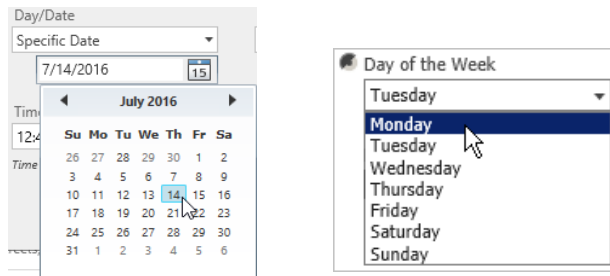 Day/Date
Specific Date
7/14/2016
15
July 2016
Su Mo Tu We Th Fr Sa
26 27 28 29 30 1 2
3 4 5 6 7 8 9
10 11 12 13 14 15 16
17 18 19 20 21 22 23
24 25 26 27 28 29 30
31 1 2 3 4 5 6
12:4
Time
Day of the Week
Tuesday
Monday
Tuesday
Wednesday
Thursday
Friday
Saturday
Sunday